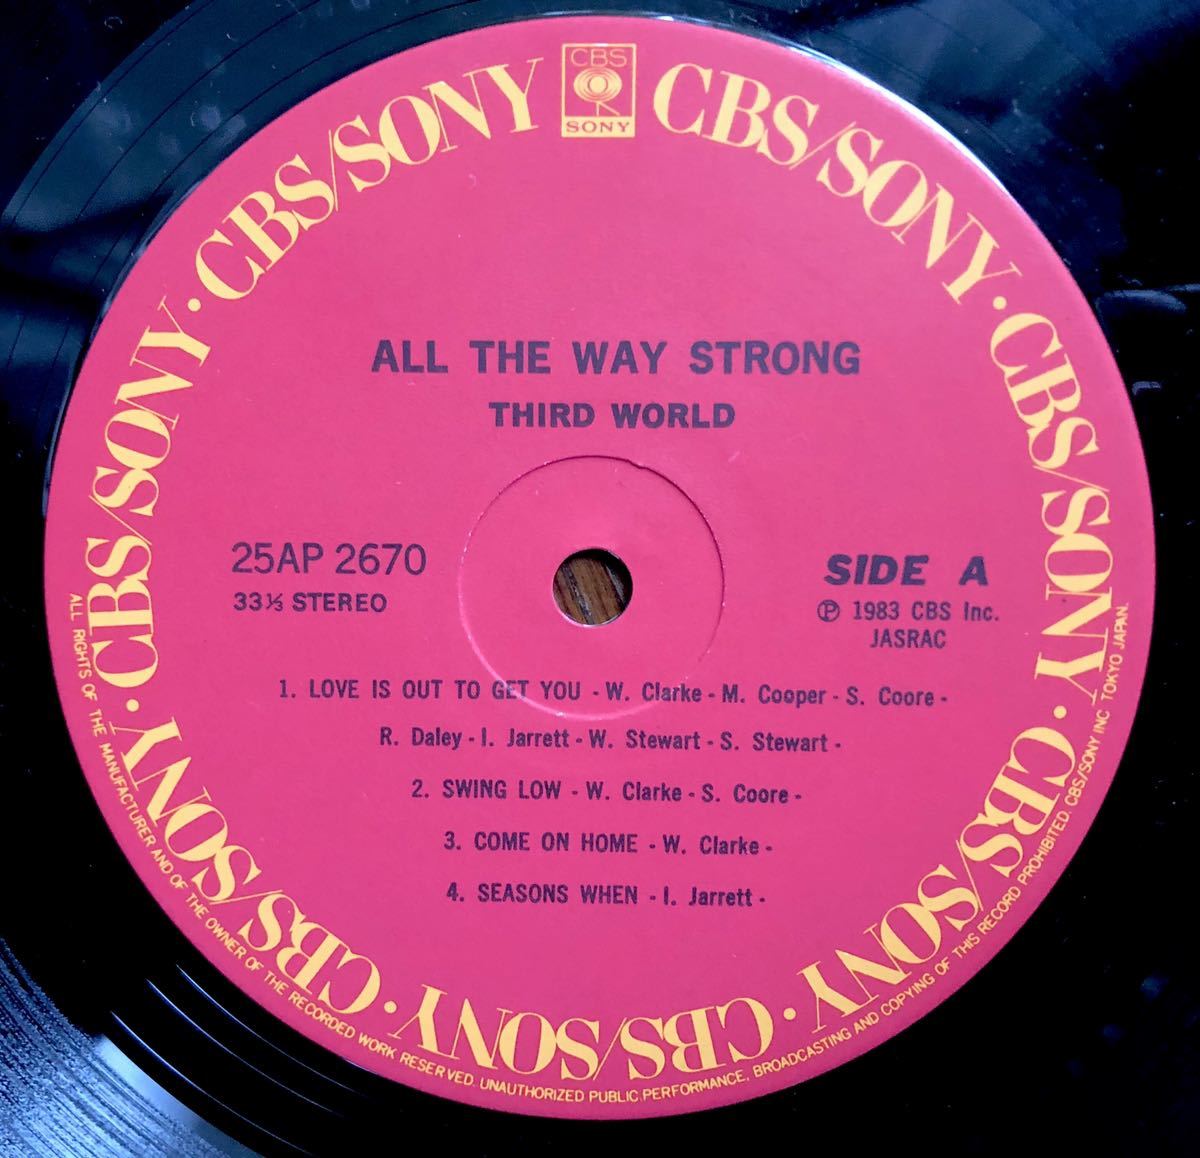 CBS
SONY
CBS/SONY · CBS/SONY · CBS/SONY · CBS/SONY · CBS/SONY · CBS/SONY · CBS/SONY · CBS/SONY
ALL THE WAY STRONG
THIRD WORLD
25AP 2670
33⅓ STEREO
SIDE A
℗ 1983 CBS Inc.
JASRAC
1. LOVE IS OUT TO GET YOU - W. Clarke - M. Cooper - S. Coore -
R. Daley - I. Jarrett - W. Stewart - S. Stewart -
2. SWING LOW - W. Clarke - S. Coore -
3. COME ON HOME - W. Clarke -
4. SEASONS WHEN - I. Jarrett -
ALL RIGHTS OF THE MANUFACTURER AND OF THE OWNER OF THE RECORDED WORK RESERVED. UNAUTHORIZED PUBLIC PERFORMANCE, BROADCASTING AND COPYING OF THIS RECORD PROHIBITED. CBS/SONY INC TOKYO JAPAN.